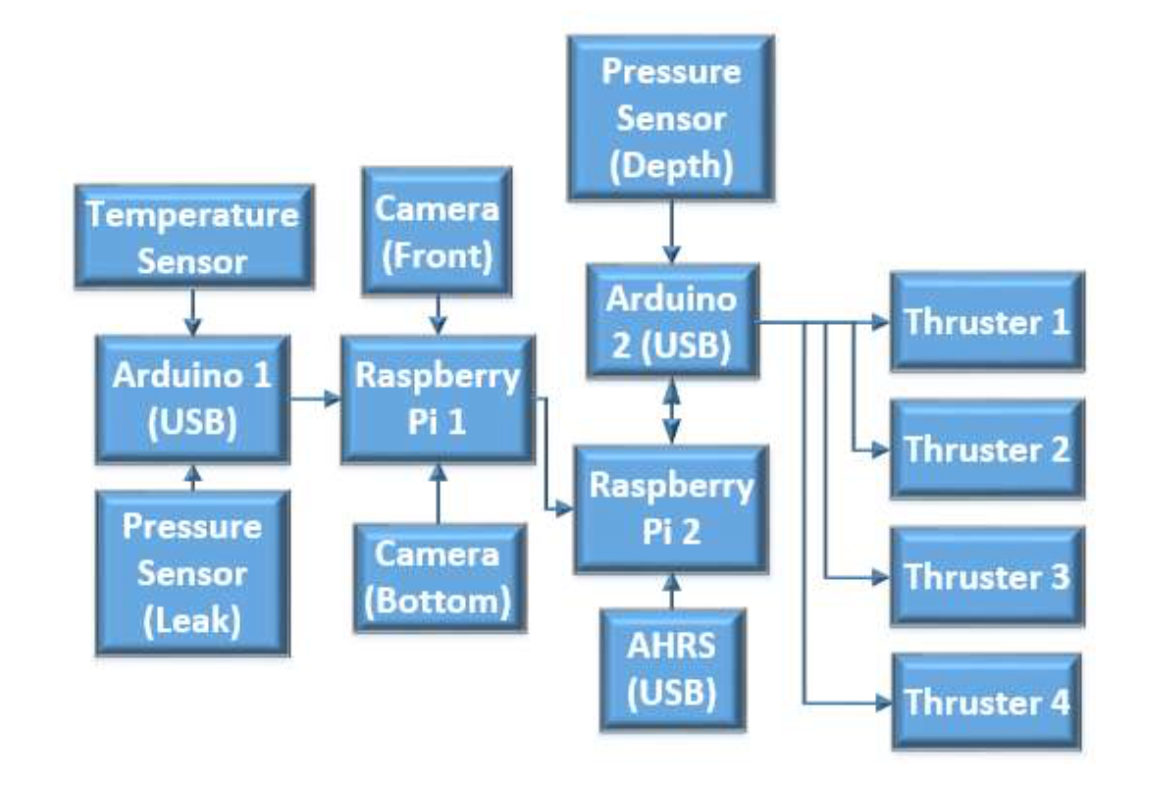 Pressure
Sensor
(Depth)
Temperature
Sensor
Camera
(Front)
Arduino
2 (USB)
Thruster 1
Arduino 1
(USB)
Raspberry
Pi 1
Thruster 2
Raspberry
Pi 2
Pressure
Sensor
(Leak)
Camera
(Bottom)
Thruster 3
AHRS
(USB)
Thruster 4